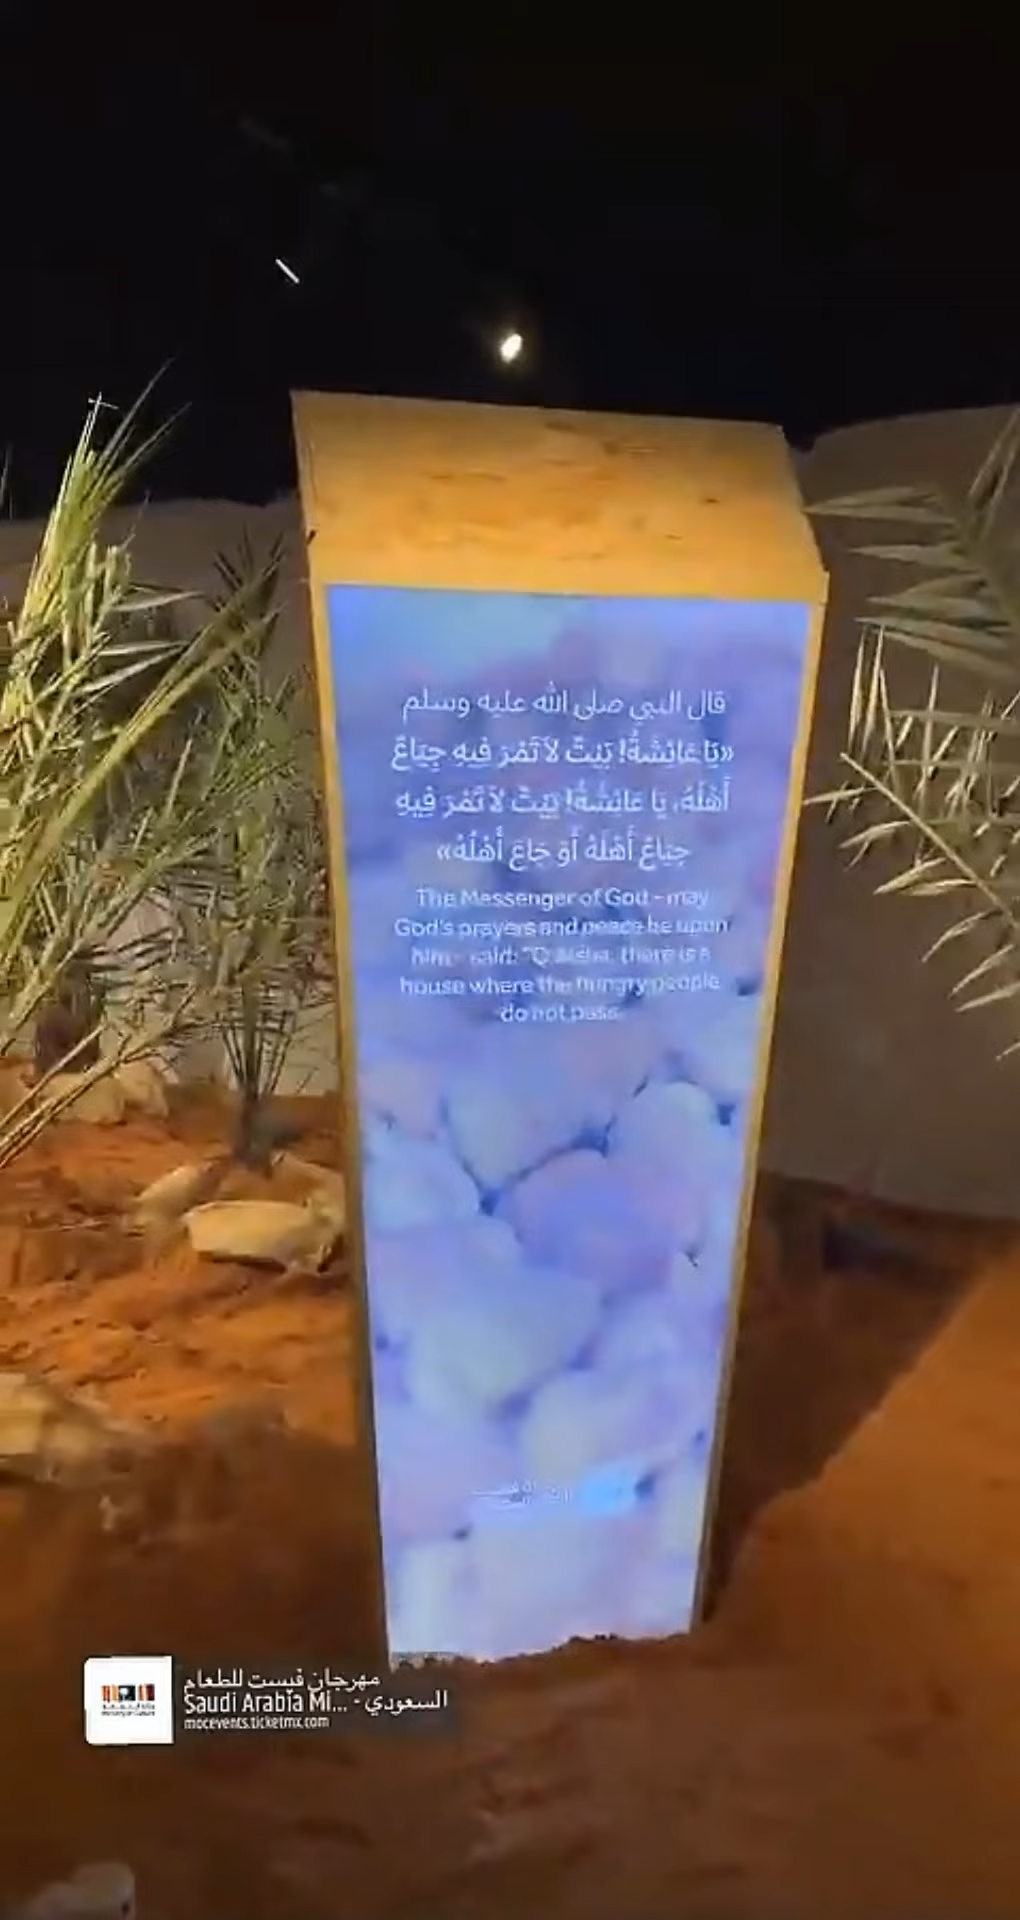 قال النبي صلى الله عليه وسلم
«يَا عَائِشَةُ! بَيْتٌ لَا تَمْرَ فِيهِ جِيَاعٌ
أَهْلُهُ، يَا عَائِشَةُ! بَيْتٌ لَا تَمْرَ فِيهِ
جِيَاعٌ أَهْلُهُ أَوْ جَاعَ أَهْلُهُ»
The Messenger of God - may
God's prayers and peace be upon
him - said: "O Aisha, there is a
house where the hungry people
do not pass.
مهرجان فيست للطعام
السعودي - Saudi Arabia Mi...
mocevents.ticketmx.com